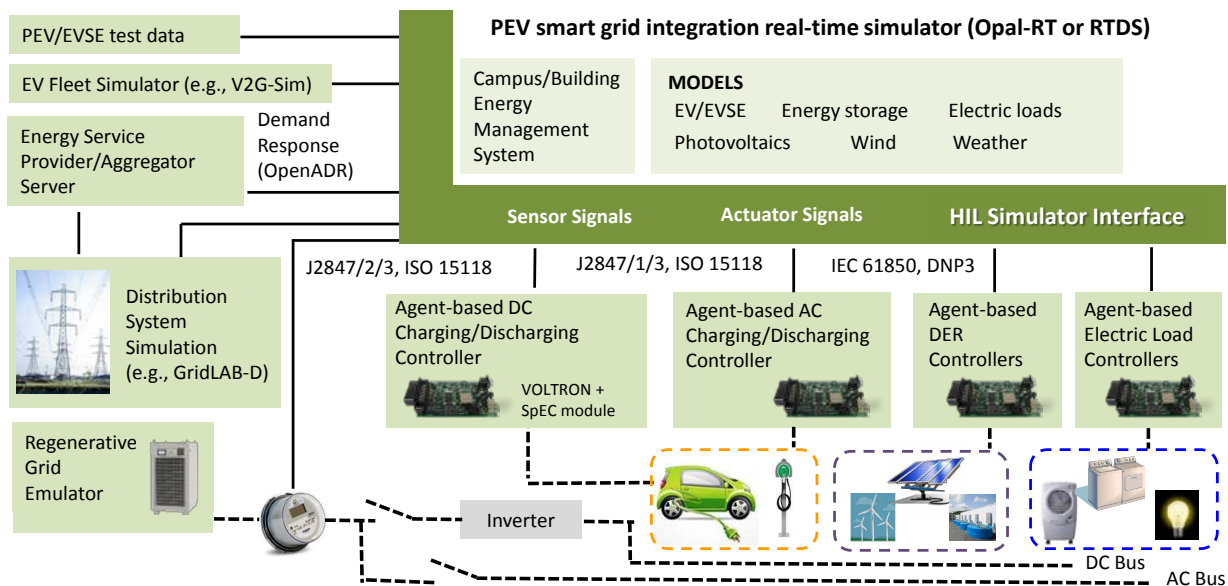 PEV/EVSE test data
EV Fleet Simulator (e.g., V2G-Sim)
Energy Service
Provider/Aggregator
Server
Demand
Response
(OpenADR)
PEV smart grid integration real-time simulator (Opal-RT or RTDS)
Campus/Building
Energy
Management
System
MODELS
EV/EVSE Energy storage Electric loads
Photovoltaics Wind Weather
Sensor Signals
Actuator Signals
HIL Simulator Interface
J2847/2/3, ISO 15118
J2847/1/3, ISO 15118
IEC 61850, DNP3
Distribution
System
Simulation
(e.g., GridLAB-D)
Agent-based DC
Charging/Discharging
Controller
VOLTRON +
SpEC module
Agent-based AC
Charging/Discharging
Controller
Agent-based
DER
Controllers
Agent-based
Electric Load
Controllers
Regenerative
Grid
Emulator
Inverter
DC Bus
AC Bus